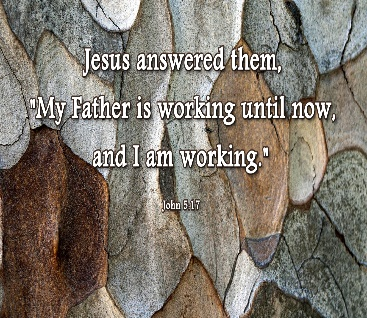 Jesus answered them,
"My Father is working until now,
and I am working."
John 5:17